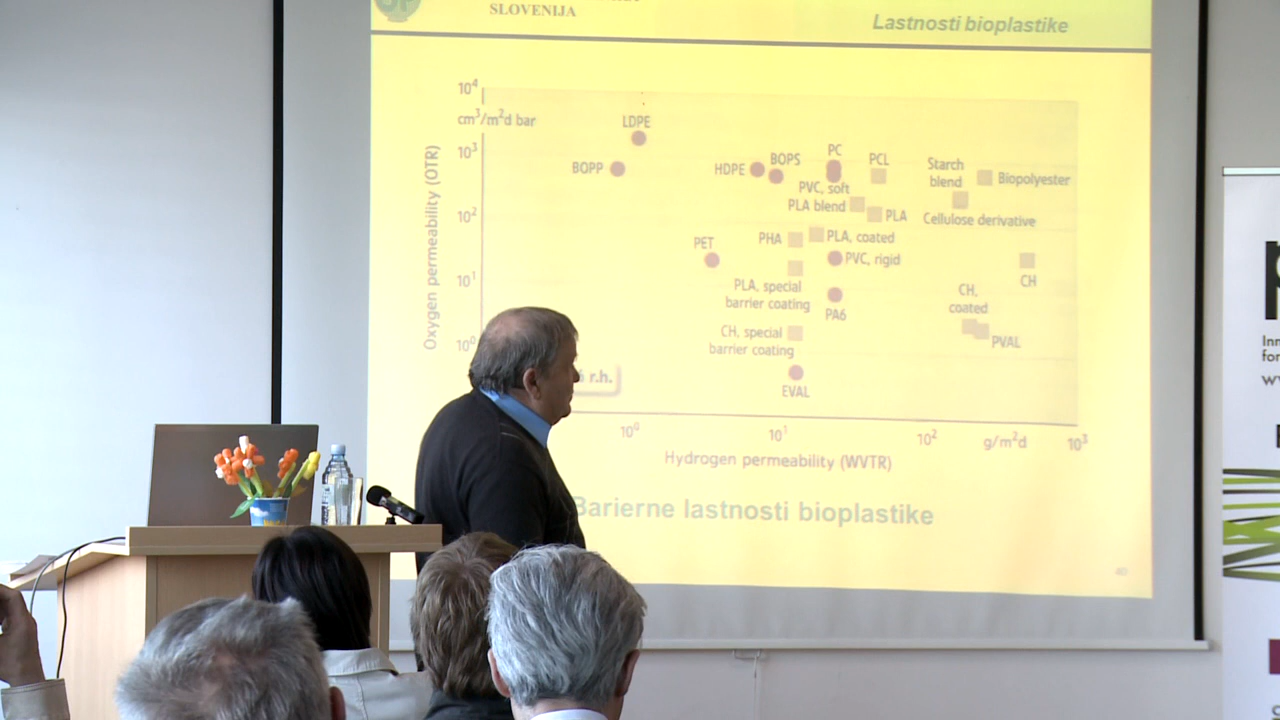 SLOVENIJA
Lastnosti bioplastike
10⁴
cm³/m²d bar
LDPE
10³
BOPP
HDPE
BOPS
PC
PCL
Starch
blend
Biopolyester
PVC, soft
PLA blend
10²
PLA
Cellulose derivative
PET
PHA
PLA, coated
PVC, rigid
10¹
CH
PLA, special
barrier coating
PA6
CH,
coated
10⁰
CH, special
barrier coating
PVAL
r.h.
EVAL
Oxygen permeability (OTR)
10⁰
10¹
10²
g/m²d
10³
Hydrogen permeability (WVTR)
Barierne lastnosti bioplastike
40